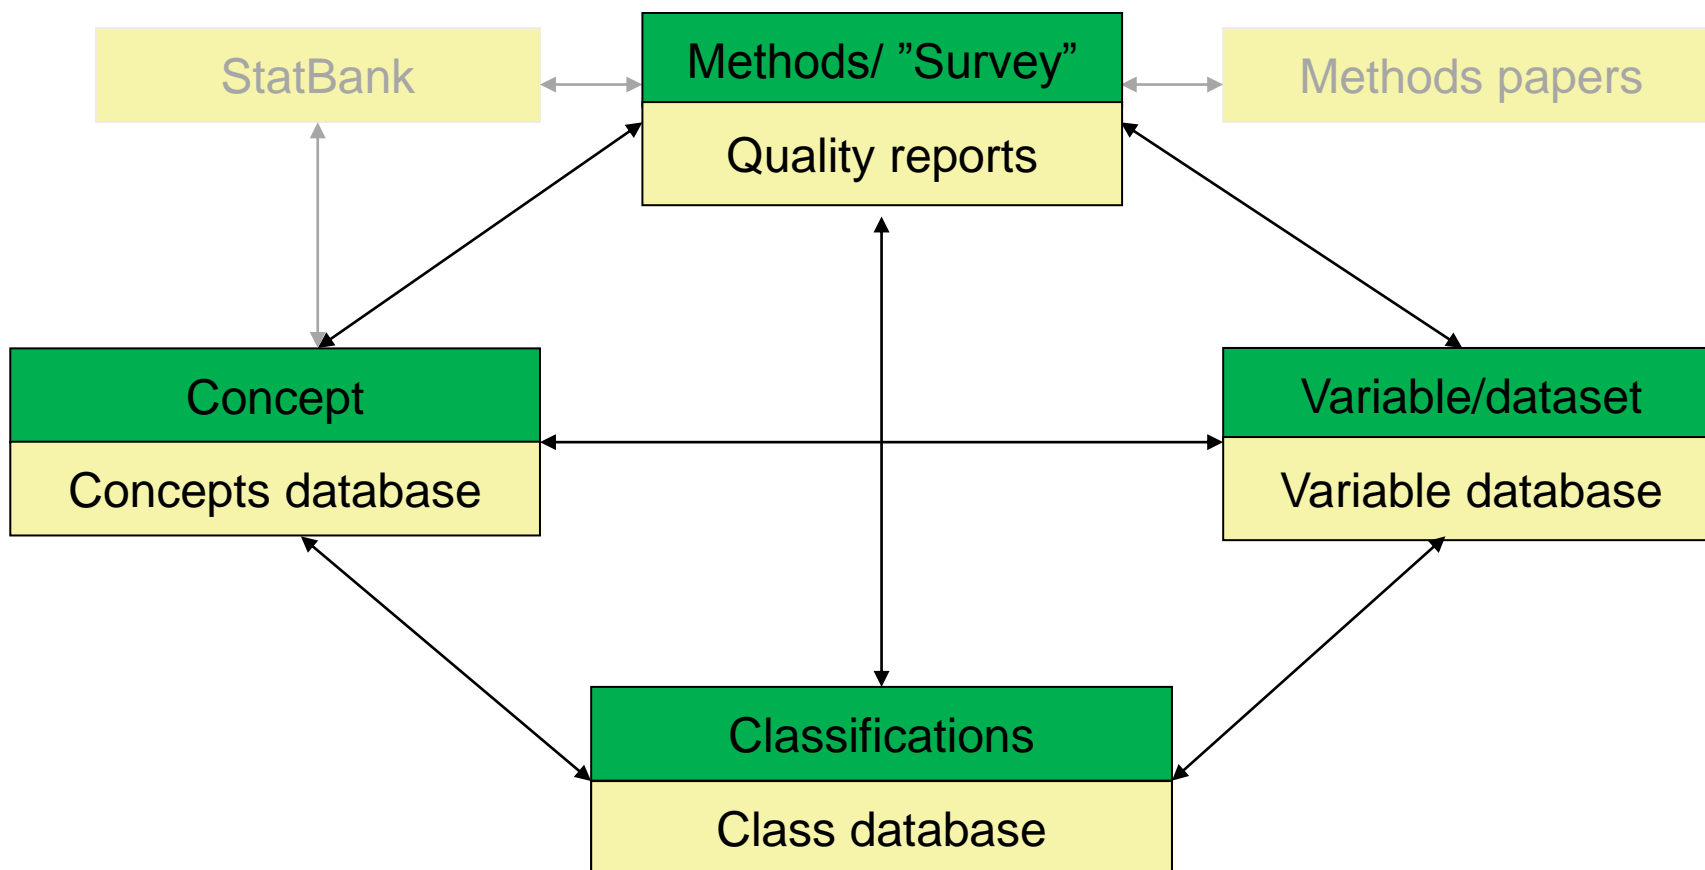 StatBank
Methods/ ”Survey”
Methods papers
Quality reports
Concept
Variable/dataset
Concepts database
Variable database
Classifications
Class database